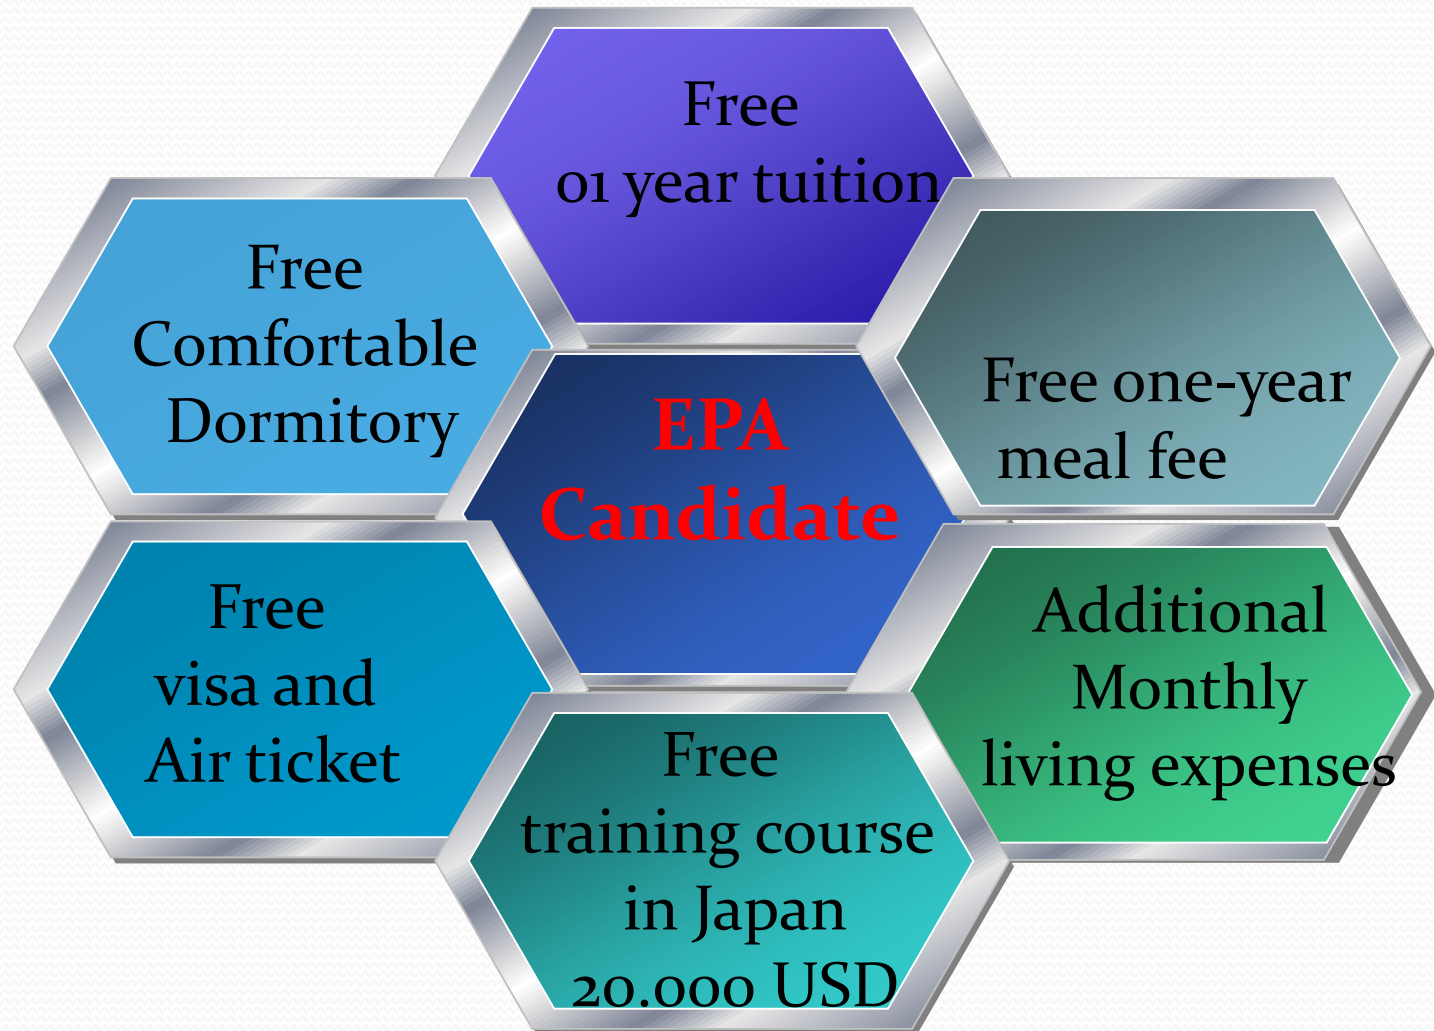 Free
01 year tuition
Free
Comfortable
Dormitory
Free one-year
meal fee
EPA
Candidate
Free
visa and
Air ticket
Additional
Monthly
living expenses
Free
training course
in Japan
20.000 USD